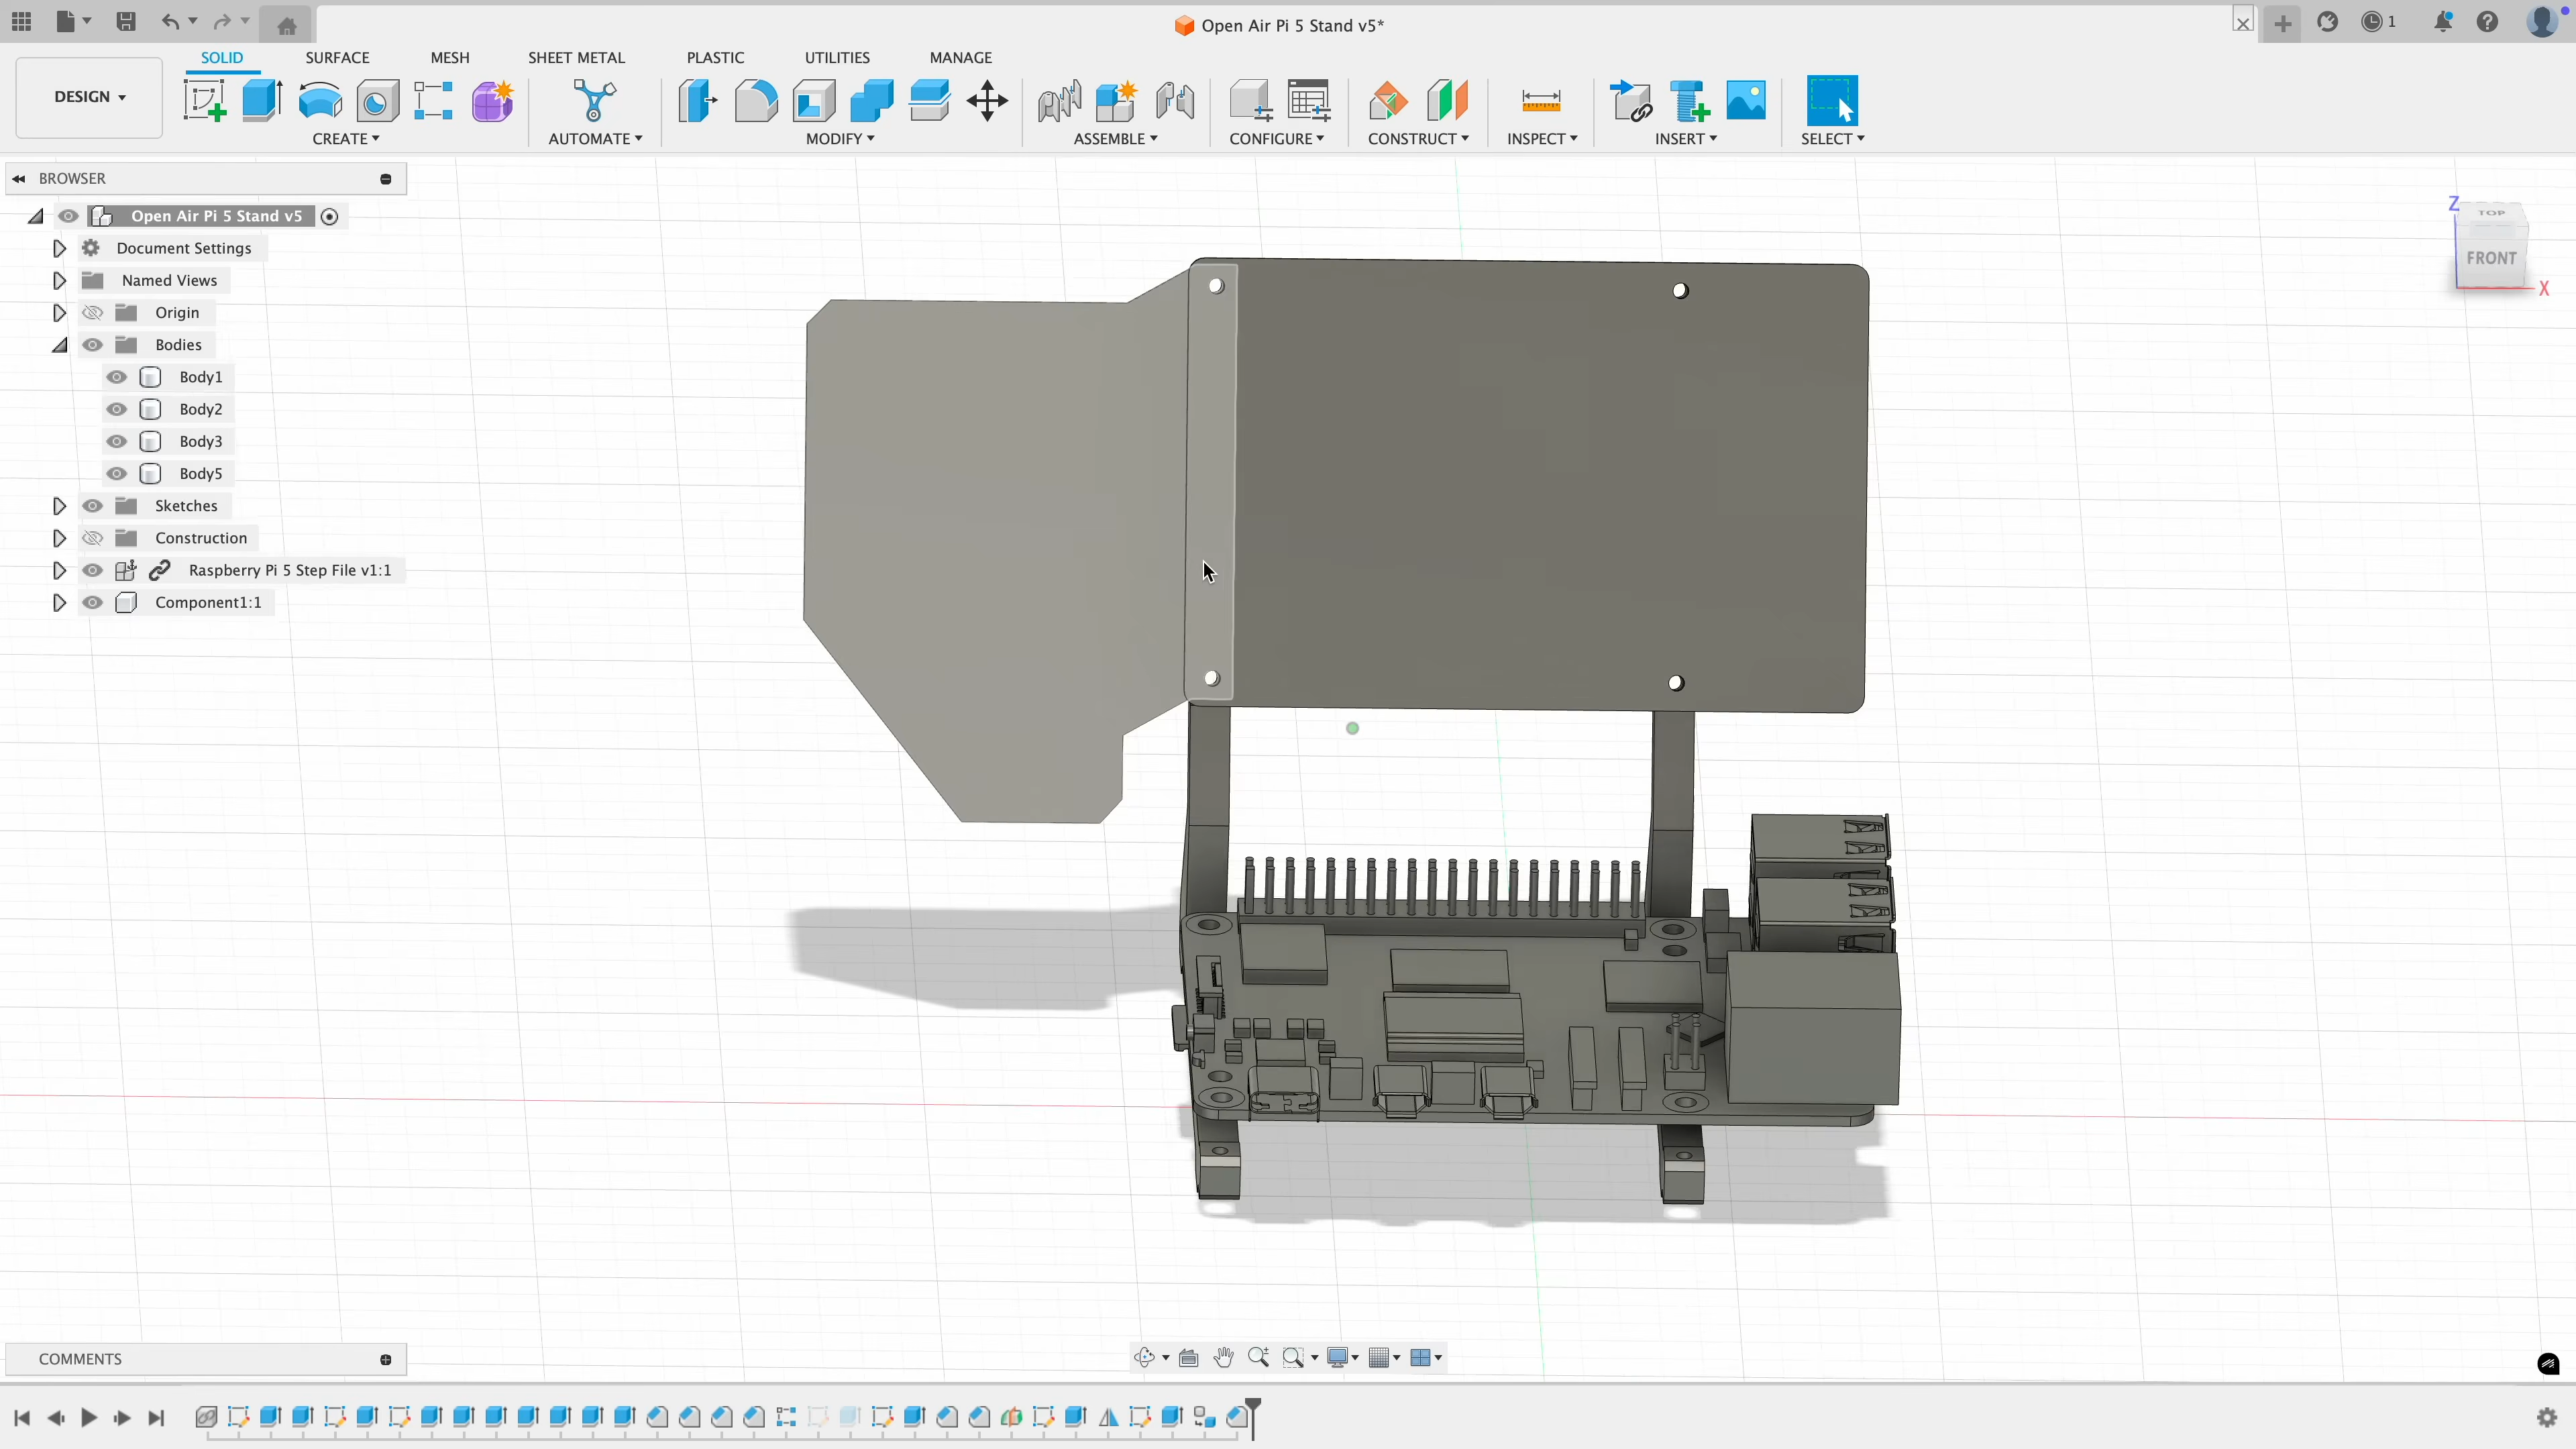 Open Air Pi 5 Stand v5*
1
SOLID SURFACE MESH SHEET METAL PLASTIC UTILITIES MANAGE
DESIGN
CREATE AUTOMATE MODIFY ASSEMBLE CONFIGURE CONSTRUCT INSPECT INSERT SELECT
BROWSER
Open Air Pi 5 Stand v5
Document Settings
Named Views
Origin
Bodies
Body1
Body2
Body3
Body5
Sketches
Construction
Raspberry Pi 5 Step File v1:1
Component1:1
Z
TOP
FRONT
X
COMMENTS